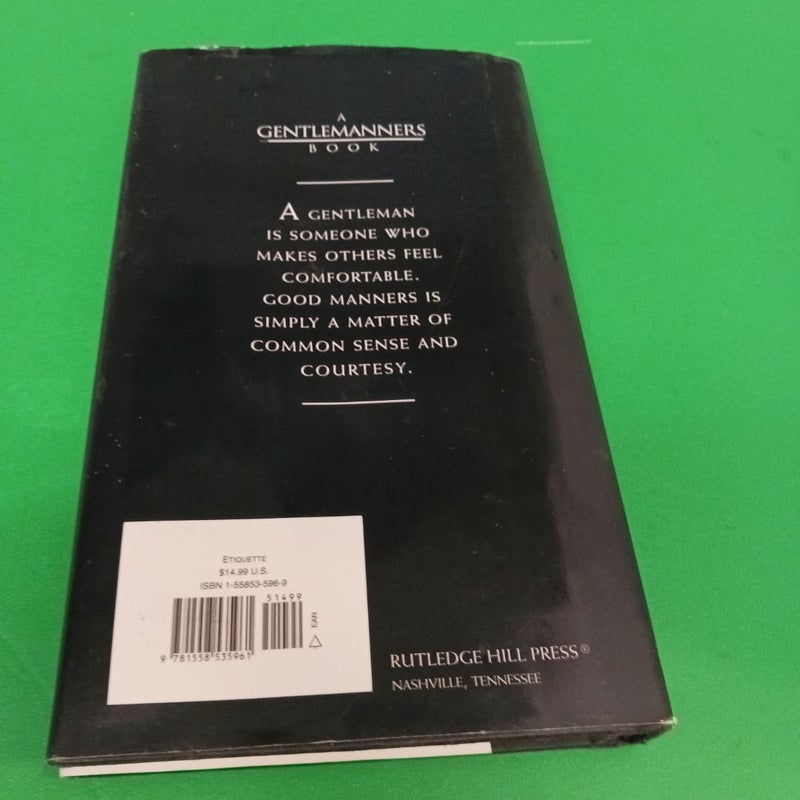 A
GENTLEMANNERS
BOOK
A GENTLEMAN
IS SOMEONE WHO
MAKES OTHERS FEEL
COMFORTABLE.
GOOD MANNERS IS
SIMPLY A MATTER OF
COMMON SENSE AND
COURTESY.
ETIQUETTE
$14.99 U.S.
ISBN 1-55853-596-9
51499
EAN
9 781558 535961
RUTLEDGE HILL PRESS®
NASHVILLE, TENNESSEE